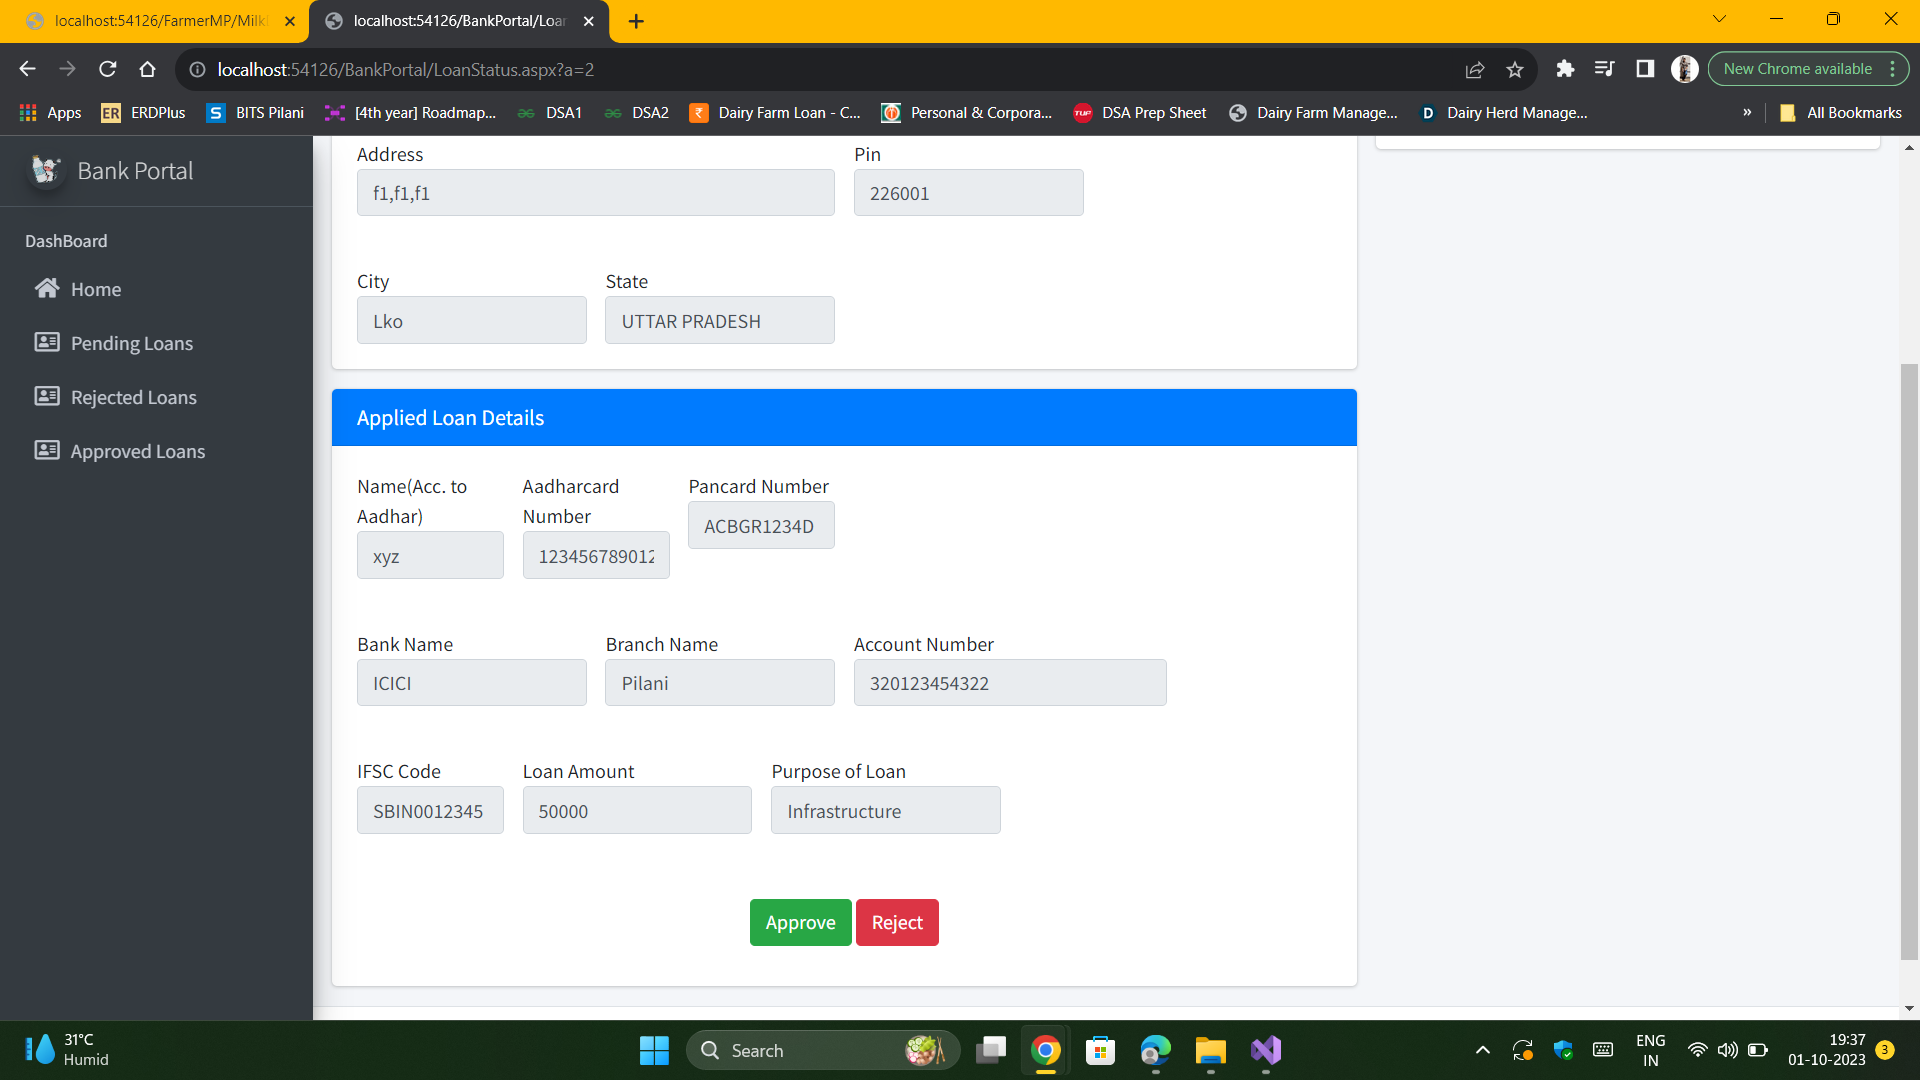 localhost:54126/FarmerMP/Milk
localhost:54126/BankPortal/Loar
localhost:54126/BankPortal/LoanStatus.aspx?a=2
New Chrome available
Apps
ER ERDPlus
S BITS Pilani
[4th year] Roadmap...
DSA1
DSA2
₹ Dairy Farm Loan - C...
Personal & Corpora...
TUF DSA Prep Sheet
Dairy Farm Manage...
D Dairy Herd Manage...
»
All Bookmarks
Bank Portal
DashBoard
Home
Pending Loans
Rejected Loans
Approved Loans
Address
Pin
f1,f1,f1
226001
City
State
Lko
UTTAR PRADESH
Applied Loan Details
Name(Acc. to Aadhar)
Aadharcard Number
Pancard Number
xyz
123456789012
ACBGR1234D
Bank Name
Branch Name
Account Number
ICICI
Pilani
320123454322
IFSC Code
Loan Amount
Purpose of Loan
SBIN0012345
50000
Infrastructure
Approve
Reject
31°C
Humid
Search
ENG
IN
19:37
01-10-2023
3